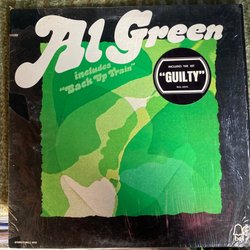 Al Green
includes
"Back Up Train"
INCLUDES THE HIT
"GUILTY"